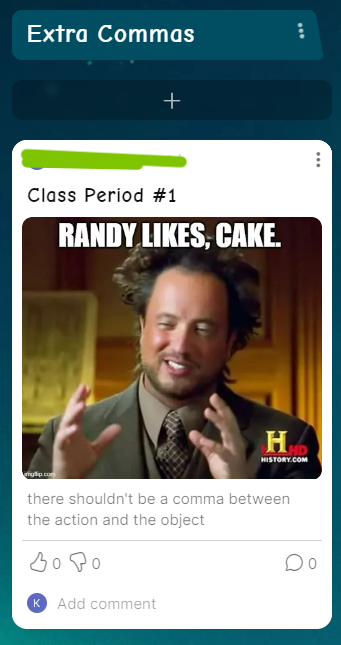 Extra Commas
+
Class Period #1
RANDY LIKES, CAKE.
H HD
HISTORY.COM
imgflip.com
there shouldn't be a comma between
the action and the object
0 0 0
K Add comment